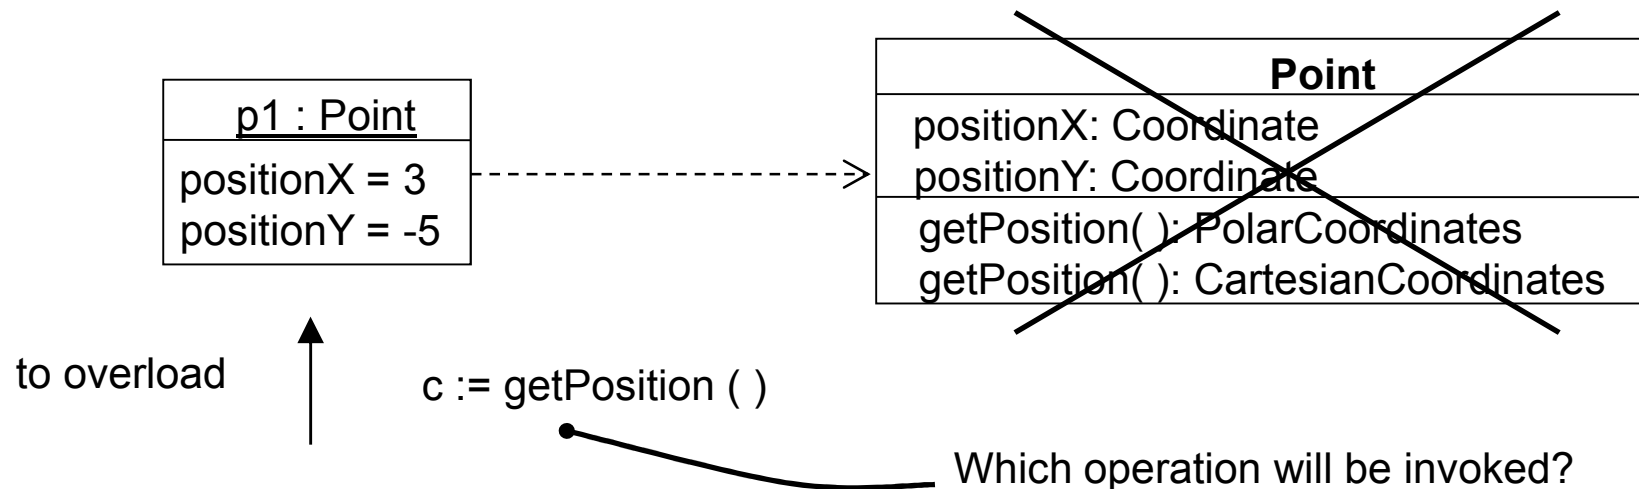 p1 : Point
positionX = 3
positionY = -5
Point
positionX: Coordinate
positionY: Coordinate
getPosition( ): PolarCoordinates
getPosition( ): CartesianCoordinates
to overload
c := getPosition ( )
Which operation will be invoked?